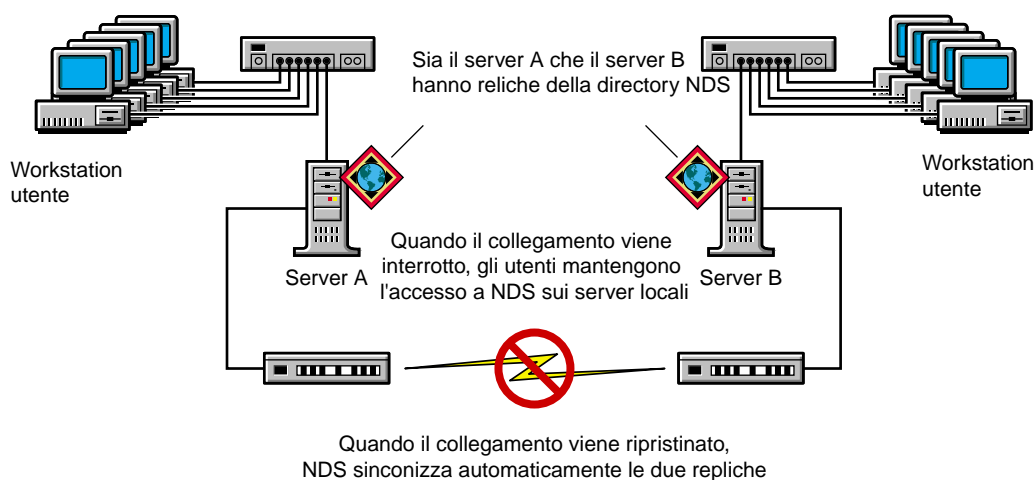 Sia il server A che il server B
hanno reliche della directory NDS
Workstation
utente
Workstation
utente
Quando il collegamento viene
interrotto, gli utenti mantengono
l'accesso a NDS sui server locali
Server A
Server B
Quando il collegamento viene ripristinato,
NDS sinconizza automaticamente le due repliche